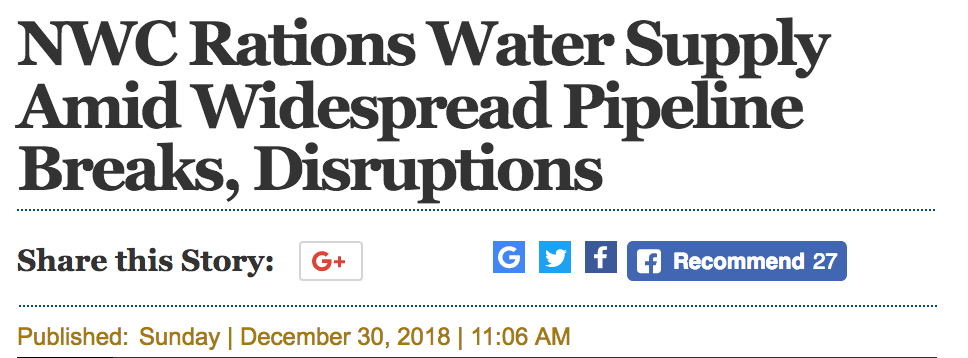 NWC Rations Water Supply
Amid Widespread Pipeline
Breaks, Disruptions
Share this Story: G+ G f Recommend 27
Published: Sunday | December 30, 2018 | 11:06 AM